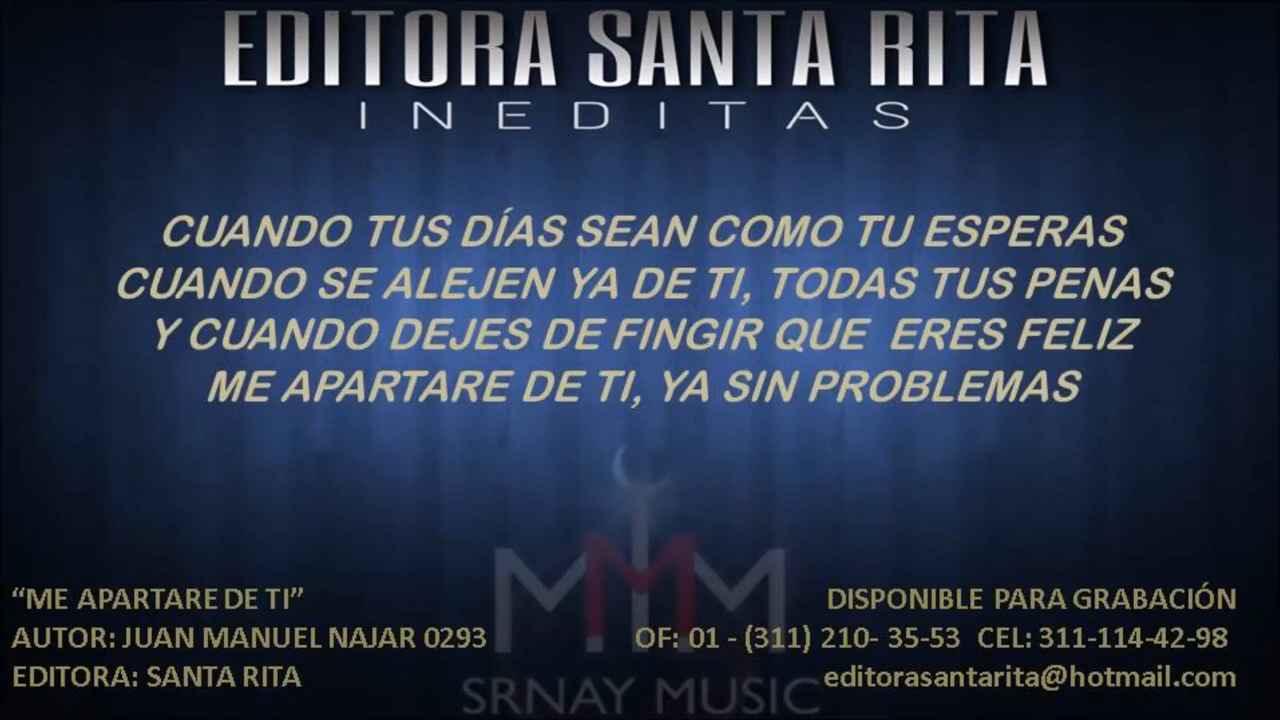 EDITORA SANTA RITA
INEDITAS
CUANDO TUS DÍAS SEAN COMO TU ESPERAS
CUANDO SE ALEJEN YA DE TI, TODAS TUS PENAS
Y CUANDO DEJES DE FINGIR QUE ERES FELIZ
ME APARTARE DE TI, YA SIN PROBLEMAS
MMM
SRNAY MUSIC
“ME APARTARE DE TI”
AUTOR: JUAN MANUEL NAJAR 0293
EDITORA: SANTA RITA
DISPONIBLE PARA GRABACIÓN
OF: 01 - (311) 210- 35-53 CEL: 311-114-42-98
editorasantarita@hotmail.com